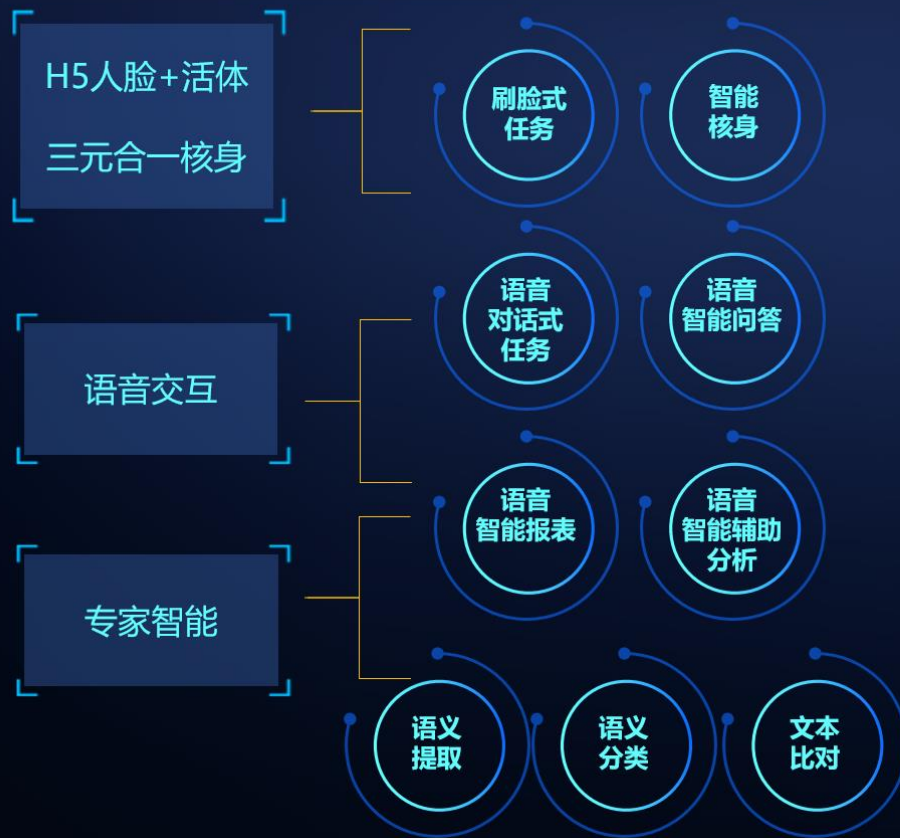 H5人脸+活体
三元合一核身
刷脸式
任务
智能
核身
语音交互
语音
对话式
任务
语音
智能问答
语音
智能报表
语音
智能辅助
分析
专家智能
语义
提取
语义
分类
文本
比对